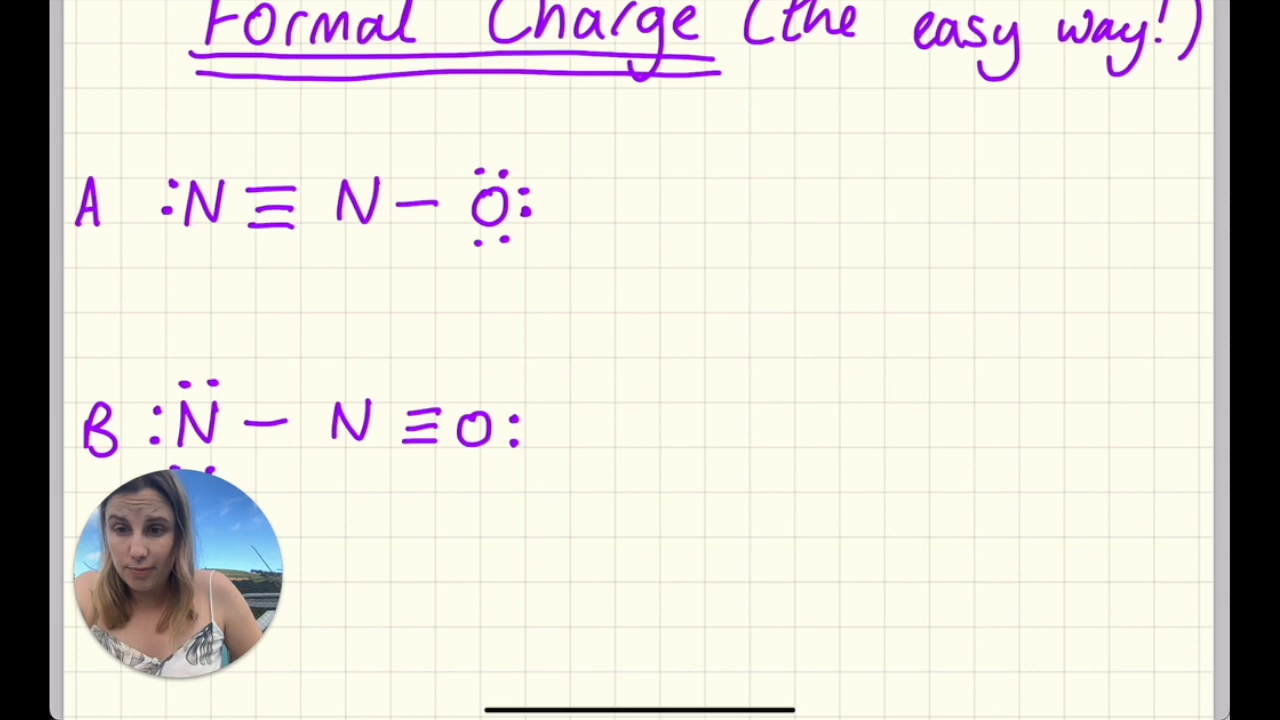 Formal Charge (the easy way!)
A :N ≡ N – Ö:
B :N̈ – N ≡ O: